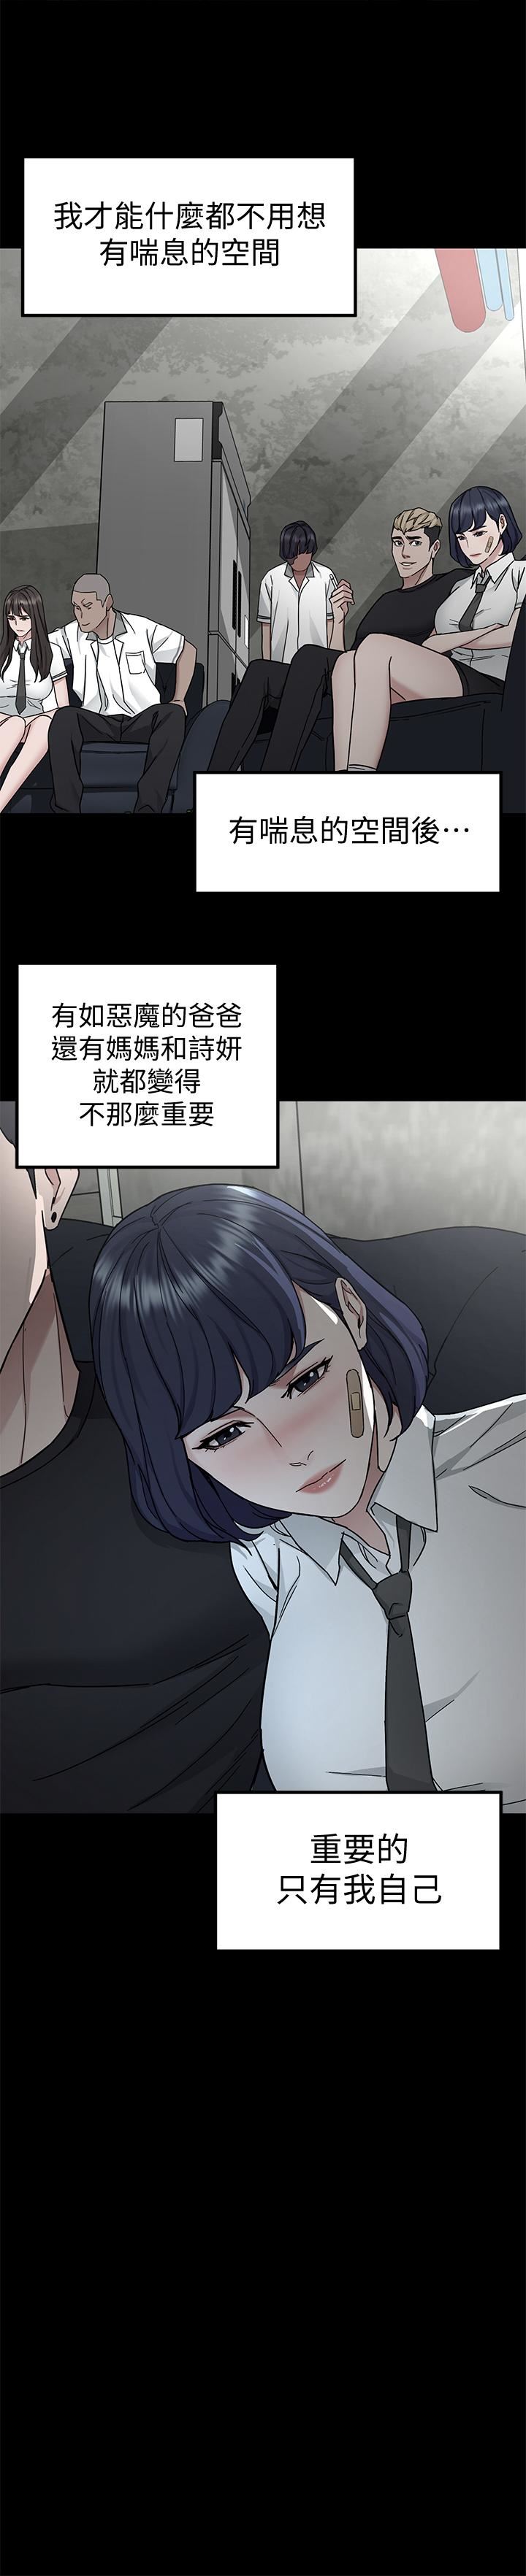 我才能什麼都不用想
有喘息的空間
有喘息的空間後⋯
有如惡魔的爸爸
還有媽媽和詩妍
就都變得
不那麼重要
重要的
只有我自己